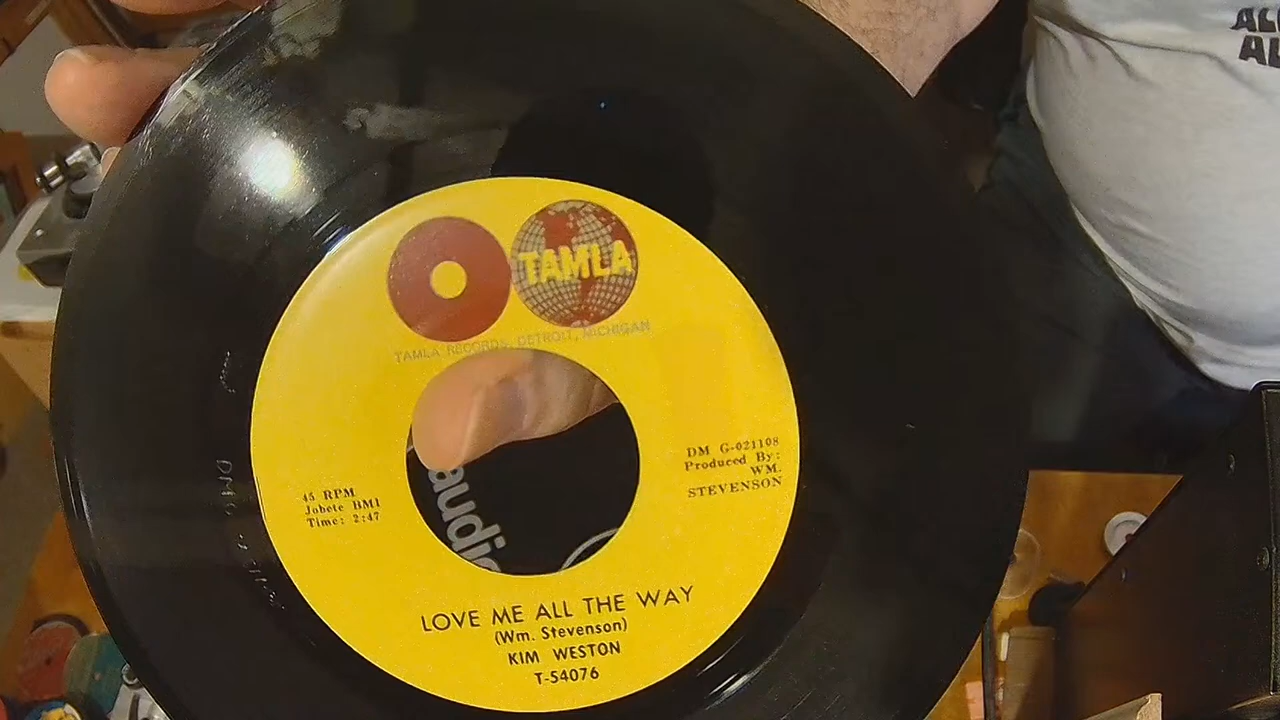 TAMLA
TAMLA RECORDS, DETROIT, MICHIGAN
45 RPM
Jobete BMI
Time: 2:47
DM G-021108
Produced By:
WM.
STEVENSON
audio
LOVE ME ALL THE WAY
(Wm. Stevenson)
KIM WESTON
T-54076